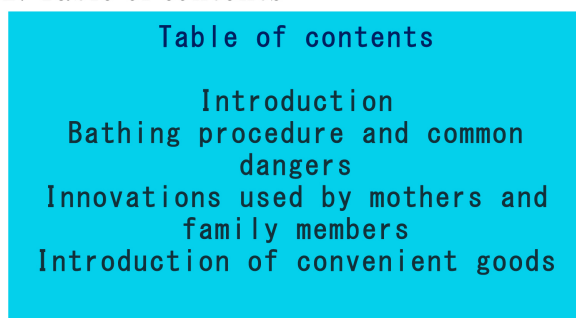 Table of contents
Introduction
Bathing procedure and common
dangers
Innovations used by mothers and
family members
Introduction of convenient goods